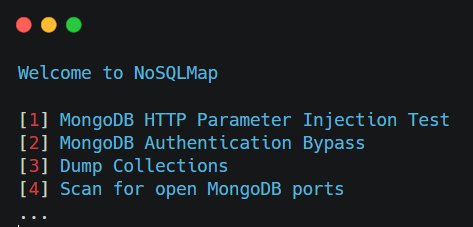 Welcome to NoSQLMap
[1] MongoDB HTTP Parameter Injection Test
[2] MongoDB Authentication Bypass
[3] Dump Collections
[4] Scan for open MongoDB ports
...